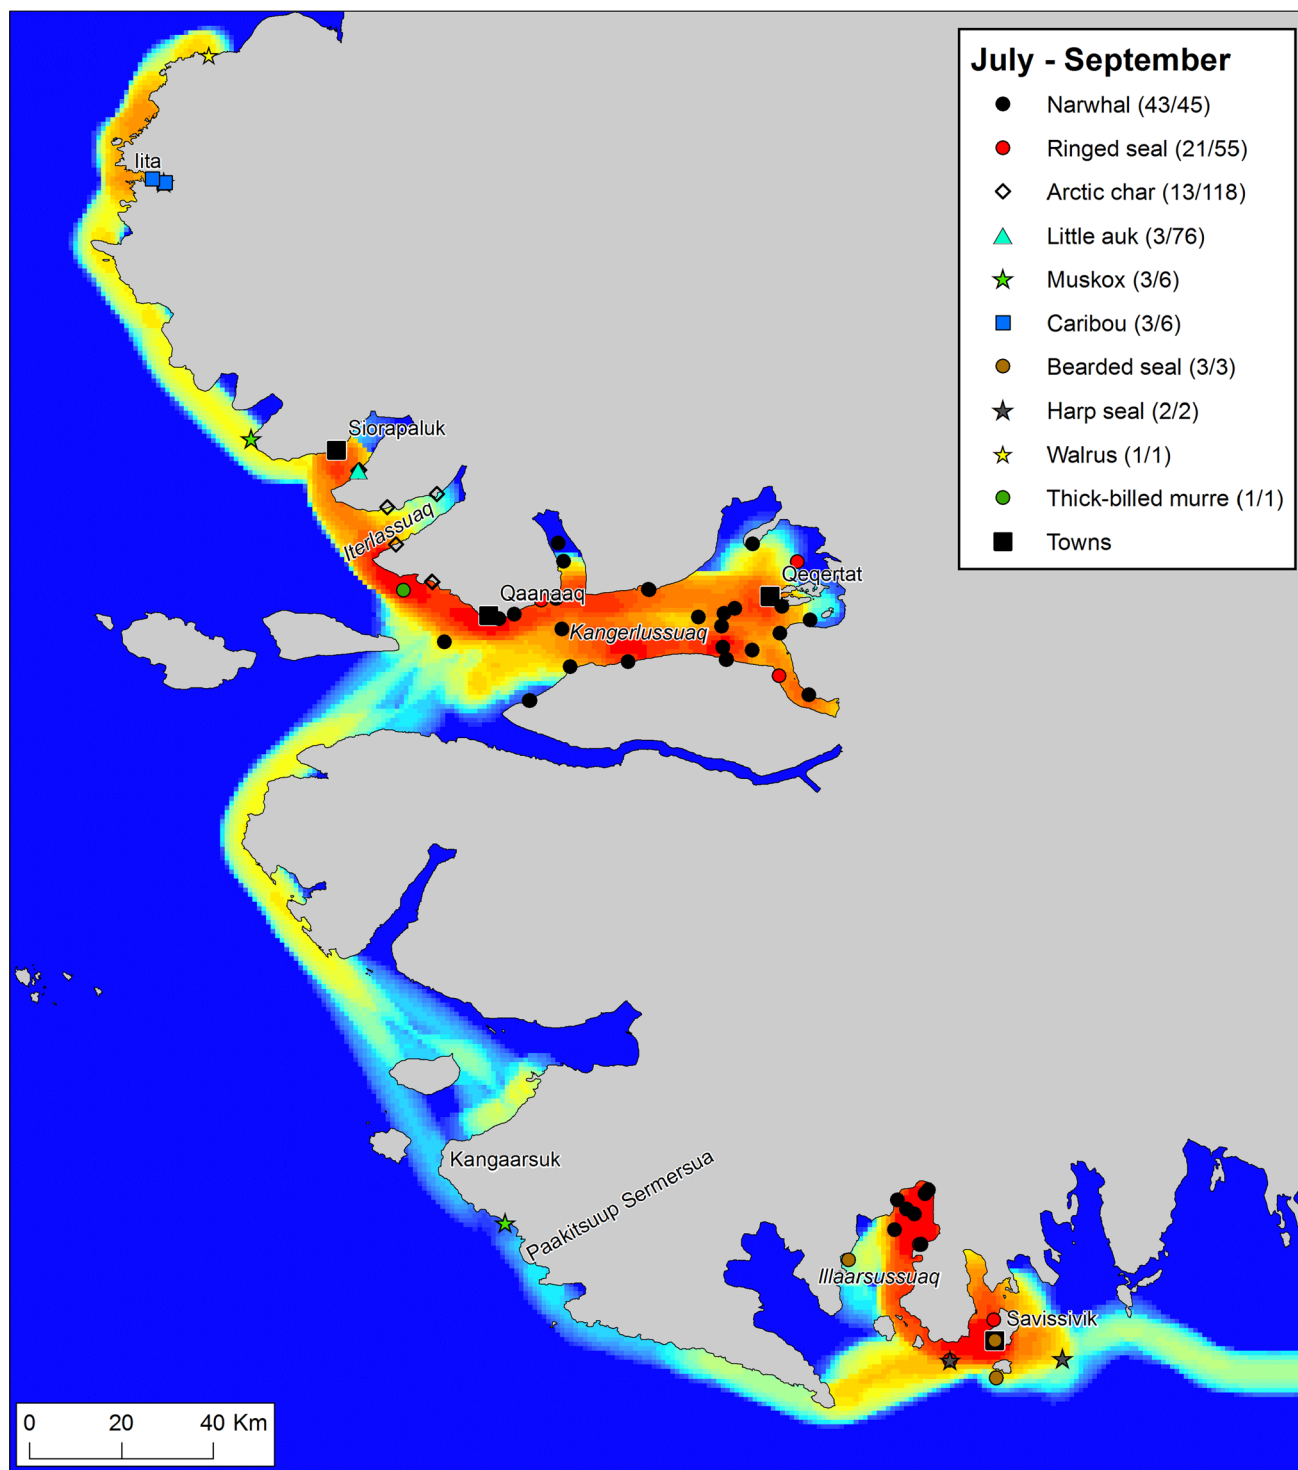 July - September
Narwhal (43/45)
Ringed seal (21/55)
Arctic char (13/118)
Little auk (3/76)
Muskox (3/6)
Caribou (3/6)
Bearded seal (3/3)
Harp seal (2/2)
Walrus (1/1)
Thick-billed murre (1/1)
Towns
Iita
Siorapaluk
Iterlassuaq
Qaanaaq
Qeqertat
Kangerlussuaq
Kangaarsuk
Paakitsuup Sermersua
Illaarsussuaq
Savissivik
0 20 40 Km